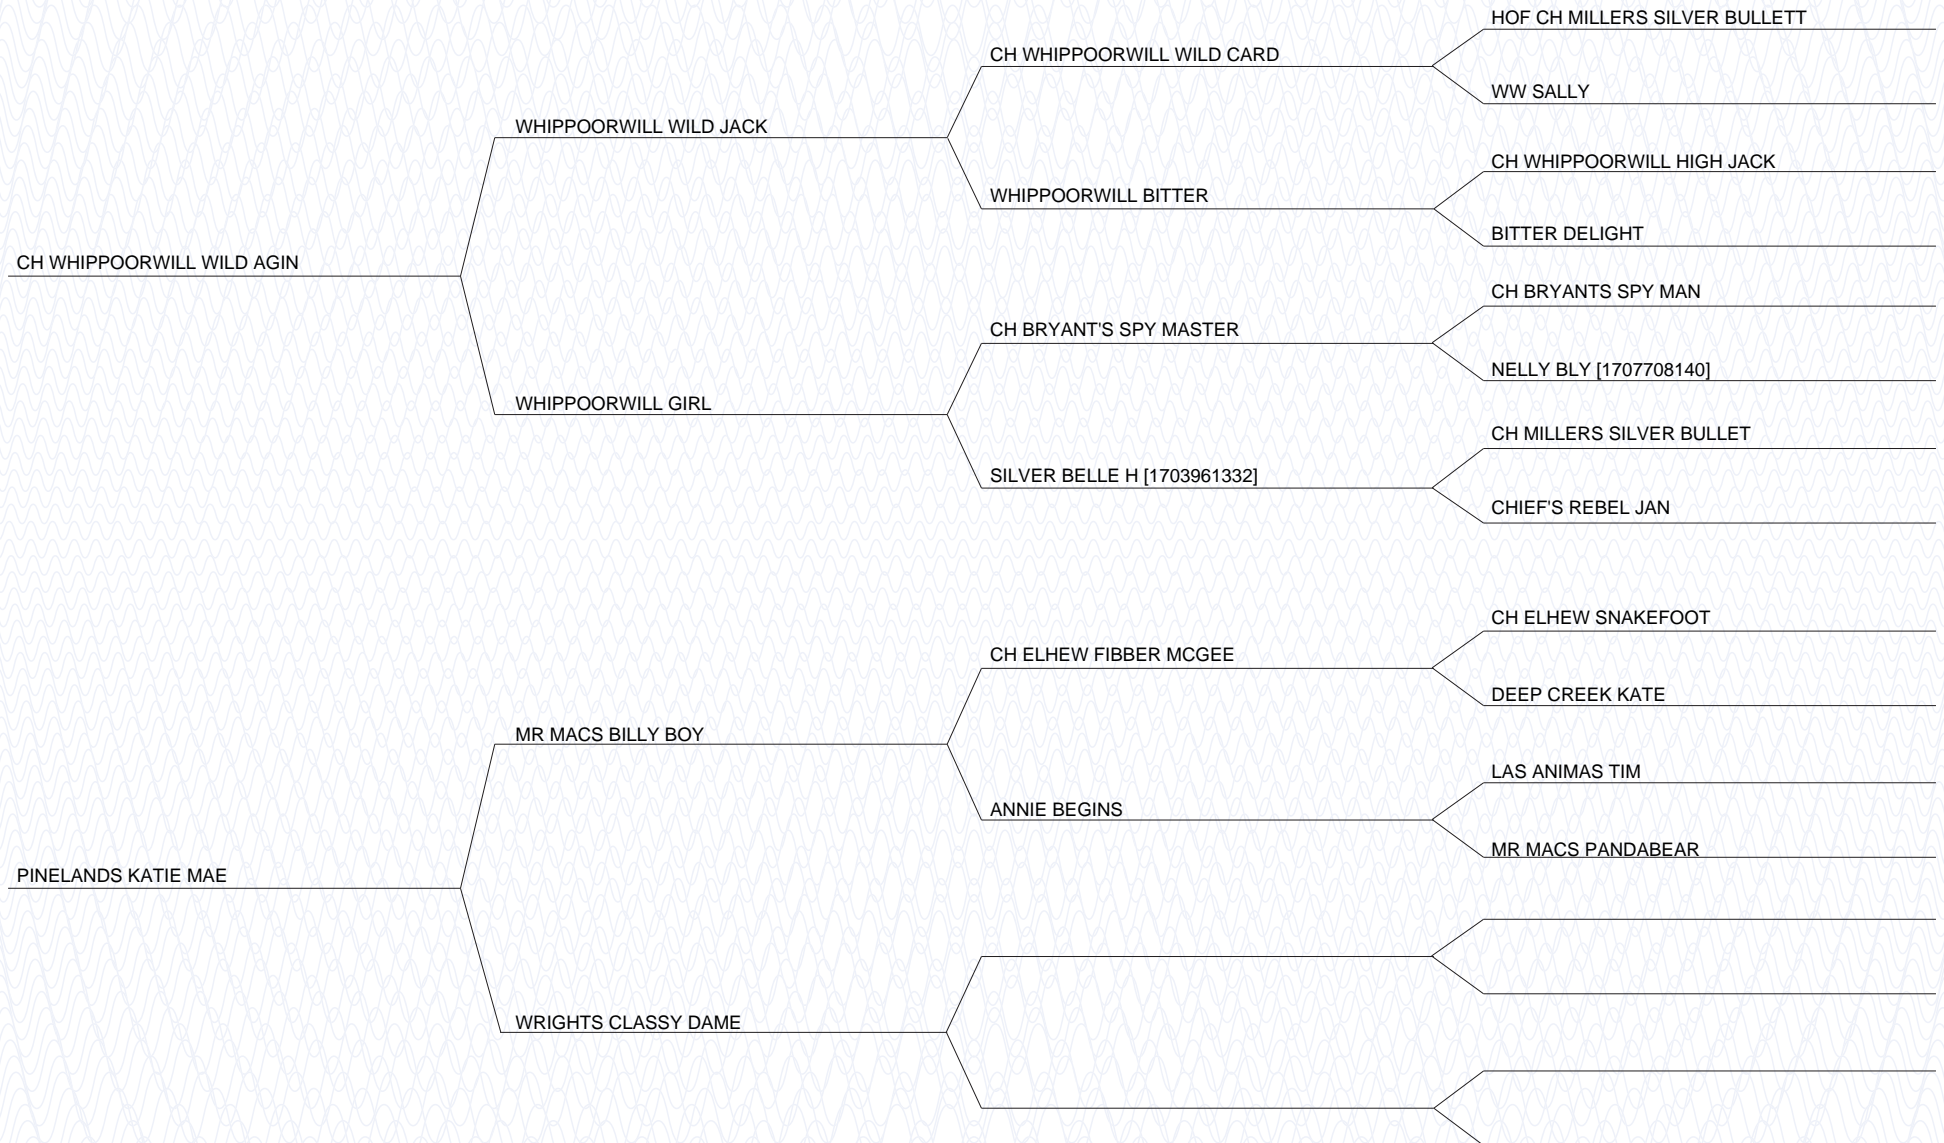 HOF CH MILLERS SILVER BULLETT
CH WHIPPOORWILL WILD CARD
WW SALLY
WHIPPOORWILL WILD JACK
CH WHIPPOORWILL HIGH JACK
WHIPPOORWILL BITTER
BITTER DELIGHT
CH WHIPPOORWILL WILD AGIN
CH BRYANTS SPY MAN
CH BRYANT'S SPY MASTER
NELLY BLY [1707708140]
WHIPPOORWILL GIRL
CH MILLERS SILVER BULLET
SILVER BELLE H [1703961332]
CHIEF'S REBEL JAN
CH ELHEW SNAKEFOOT
CH ELHEW FIBBER MCGEE
DEEP CREEK KATE
MR MACS BILLY BOY
LAS ANIMAS TIM
ANNIE BEGINS
MR MACS PANDABEAR
PINELANDS KATIE MAE
WRIGHTS CLASSY DAME